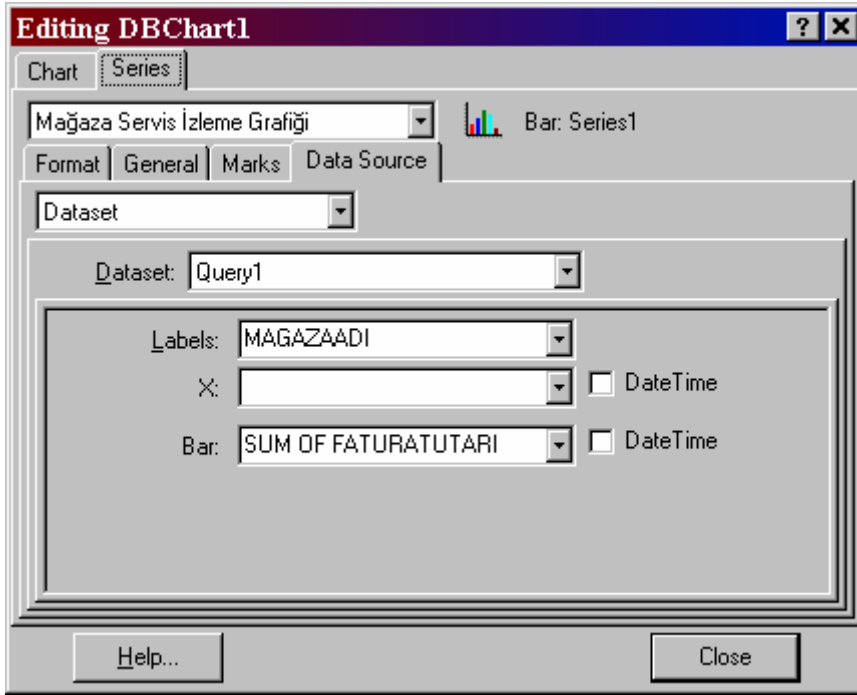 Editing DBChart1
Chart Series
Mağaza Servis İzleme Grafiği Bar: Series1
Format General Marks Data Source
Dataset
Dataset: Query1
Labels: MAGAZAADI
X: DateTime
Bar: SUM OF FATURATUTARI DateTime
Help... Close